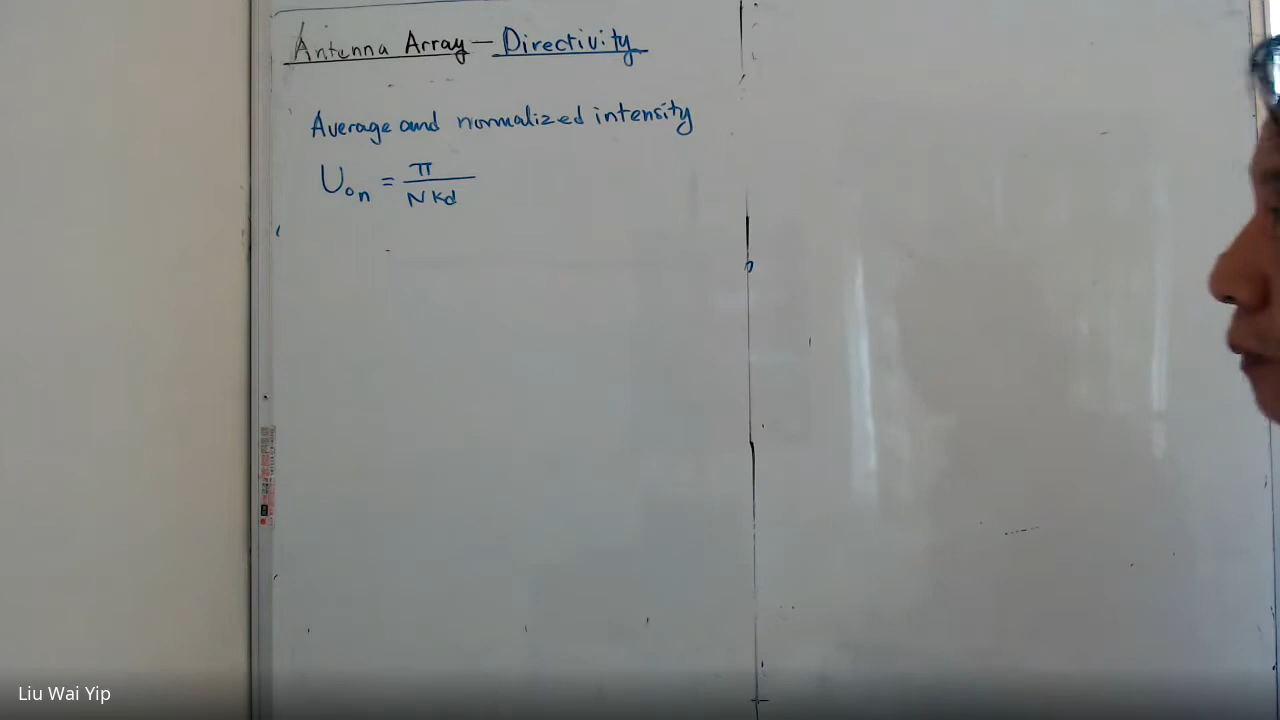 Antenna Array — Directivity
Average and normalized intensity
U₀ₙ = π / Nkd
Liu Wai Yip